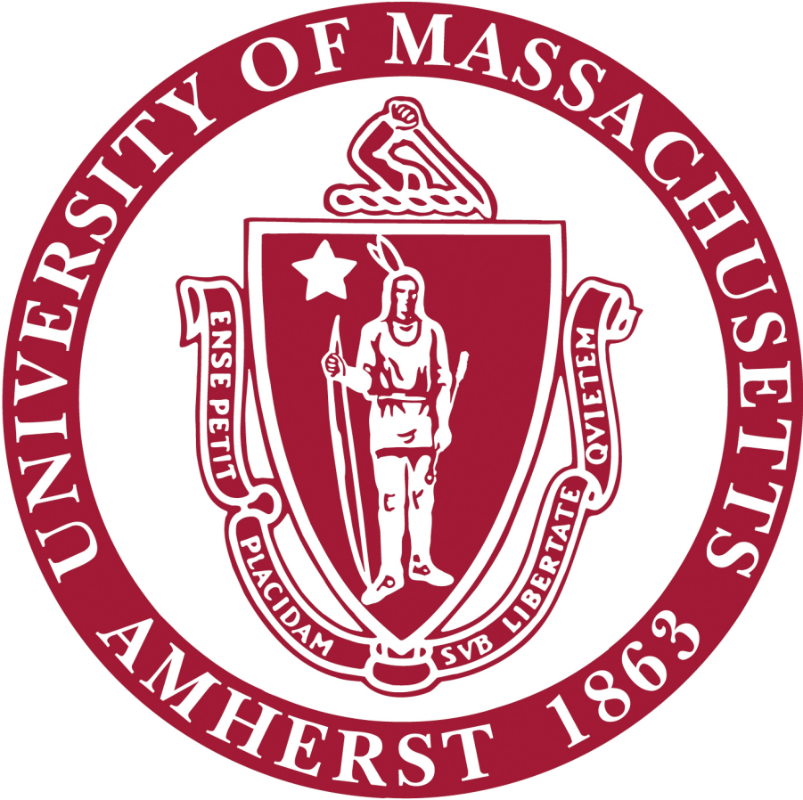 UNIVERSITY OF MASSACHUSETTS
AMHERST 1863
ENSE PETIT
PLACIDAM
SVB LIBERTATE
QVIETEM